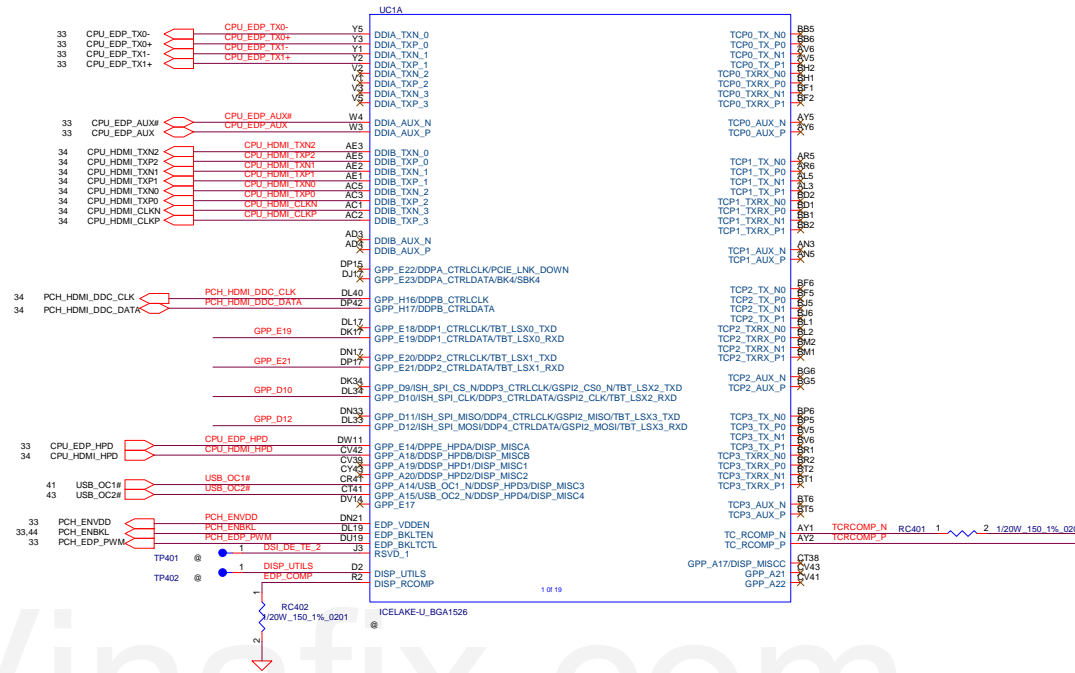 UC1A
33 CPU_EDP_TX0- CPU_EDP_TX0- Y5 DDIA_TXN_0 TCP0_TX_N0 BB5
33 CPU_EDP_TX0+ CPU_EDP_TX0+ Y3 DDIA_TXP_0 TCP0_TX_P0 BB6
33 CPU_EDP_TX1- CPU_EDP_TX1- Y1 DDIA_TXN_1 TCP0_TX_N1 AV6
33 CPU_EDP_TX1+ CPU_EDP_TX1+ Y2 DDIA_TXP_1 TCP0_TX_P1 AV5
V2 DDIA_TXN_2 TCP0_TXRX_N0 BH2
V1 DDIA_TXP_2 TCP0_TXRX_P0 BH1
V3 DDIA_TXN_3 TCP0_TXRX_N1 BF1
V5 DDIA_TXP_3 TCP0_TXRX_P1 BF2
33 CPU_EDP_AUX# CPU_EDP_AUX# W4 DDIA_AUX_N TCP0_AUX_N AY5
33 CPU_EDP_AUX CPU_EDP_AUX W3 DDIA_AUX_P TCP0_AUX_P AY6
34 CPU_HDMI_TXN2 CPU_HDMI_TXN2 AE3 DDIB_TXN_0
34 CPU_HDMI_TXP2 CPU_HDMI_TXP2 AE5 DDIB_TXP_0 TCP1_TX_N0 AR5
34 CPU_HDMI_TXN1 CPU_HDMI_TXN1 AE2 DDIB_TXN_1 TCP1_TX_P0 AR6
34 CPU_HDMI_TXP1 CPU_HDMI_TXP1 AE1 DDIB_TXP_1 TCP1_TX_N1 AL5
34 CPU_HDMI_TXN0 CPU_HDMI_TXN0 AC5 DDIB_TXN_2 TCP1_TX_P1 AL3
34 CPU_HDMI_TXP0 CPU_HDMI_TXP0 AC3 DDIB_TXP_2 TCP1_TXRX_N0 BD2
34 CPU_HDMI_CLKN CPU_HDMI_CLKN AC1 DDIB_TXN_3 TCP1_TXRX_P0 BD1
34 CPU_HDMI_CLKP CPU_HDMI_CLKP AC2 DDIB_TXP_3 TCP1_TXRX_N1 BB1
TCP1_TXRX_P1 BB2
AD3 DDIB_AUX_N
AD4 DDIB_AUX_P TCP1_AUX_N AN3
TCP1_AUX_P AN5
DP15 GPP_E22/DDPA_CTRLCLK/PCIE_LNK_DOWN
DJ17 GPP_E23/DDPA_CTRLDATA/BK4/SBK4
TCP2_TX_N0 BF6
34 PCH_HDMI_DDC_CLK PCH_HDMI_DDC_CLK DL40 GPP_H16/DDPB_CTRLCLK TCP2_TX_P0 BF5
34 PCH_HDMI_DDC_DATA PCH_HDMI_DDC_DATA DP42 GPP_H17/DDPB_CTRLDATA TCP2_TX_N1 BJ5
TCP2_TX_P1 BJ6
DL17 GPP_E18/DDP1_CTRLCLK/TBT_LSX0_TXD TCP2_TXRX_N0 BL1
GPP_E19 DK17 GPP_E19/DDP1_CTRLDATA/TBT_LSX0_RXD TCP2_TXRX_P0 BL2
TCP2_TXRX_N1 BM2
DN17 GPP_E20/DDP2_CTRLCLK/TBT_LSX1_TXD TCP2_TXRX_P1 BM1
GPP_E21 DP17 GPP_E21/DDP2_CTRLDATA/TBT_LSX1_RXD
TCP2_AUX_N BG6
DK34 GPP_D9/ISH_SPI_CS_N/DDP3_CTRLCLK/GSPI2_CS0_N/TBT_LSX2_TXD TCP2_AUX_P BG5
GPP_D10 DL34 GPP_D10/ISH_SPI_CLK/DDP3_CTRLDATA/GSPI2_CLK/TBT_LSX2_RXD
DN33 GPP_D11/ISH_SPI_MISO/DDP4_CTRLCLK/GSPI2_MISO/TBT_LSX3_TXD TCP3_TX_N0 BP6
GPP_D12 DL33 GPP_D12/ISH_SPI_MOSI/DDP4_CTRLDATA/GSPI2_MOSI/TBT_LSX3_RXD TCP3_TX_P0 BP5
TCP3_TX_N1 BV5
33 CPU_EDP_HPD CPU_EDP_HPD DW11 GPP_E14/DPPE_HPDA/DISP_MISCA TCP3_TX_P1 BV6
34 CPU_HDMI_HPD CPU_HDMI_HPD CV42 GPP_A18/DDSP_HPDB/DISP_MISCB TCP3_TXRX_N0 BR1
CV39 GPP_A19/DDSP_HPD1/DISP_MISC1 TCP3_TXRX_P0 BR2
CY43 GPP_A20/DDSP_HPD2/DISP_MISC2 TCP3_TXRX_N1 BT2
41 USB_OC1# USB_OC1# CR41 GPP_A14/USB_OC1_N/DDSP_HPD3/DISP_MISC3 TCP3_TXRX_P1 BT1
43 USB_OC2# USB_OC2# CT41 GPP_A15/USB_OC2_N/DDSP_HPD4/DISP_MISC4
DV14 GPP_E17 TCP3_AUX_N BT6
TCP3_AUX_P BT5
33 PCH_ENVDD PCH_ENVDD DN21 EDP_VDDEN
33,44 PCH_ENBKL PCH_ENBKL DL19 EDP_BKLTEN TC_RCOMP_N AY1 TCRCOMP_N RC401 1 2 1/20W_150_1%_020
33 PCH_EDP_PWM PCH_EDP_PWM DU19 EDP_BKLTCTL TC_RCOMP_P AY2 TCRCOMP_P
TP401 @ 1 DSI_DE_TE_2 J3 RSVD_1
GPP_A17/DISP_MISCC CT38
TP402 @ 1 DISP_UTILS D2 DISP_UTILS GPP_A21 CV43
EDP_COMP R2 DISP_RCOMP GPP_A22 CV41
1 of 19
1
RC402
1/20W_150_1%_0201
2
ICELAKE-U_BGA1526
@
Vinafix.com